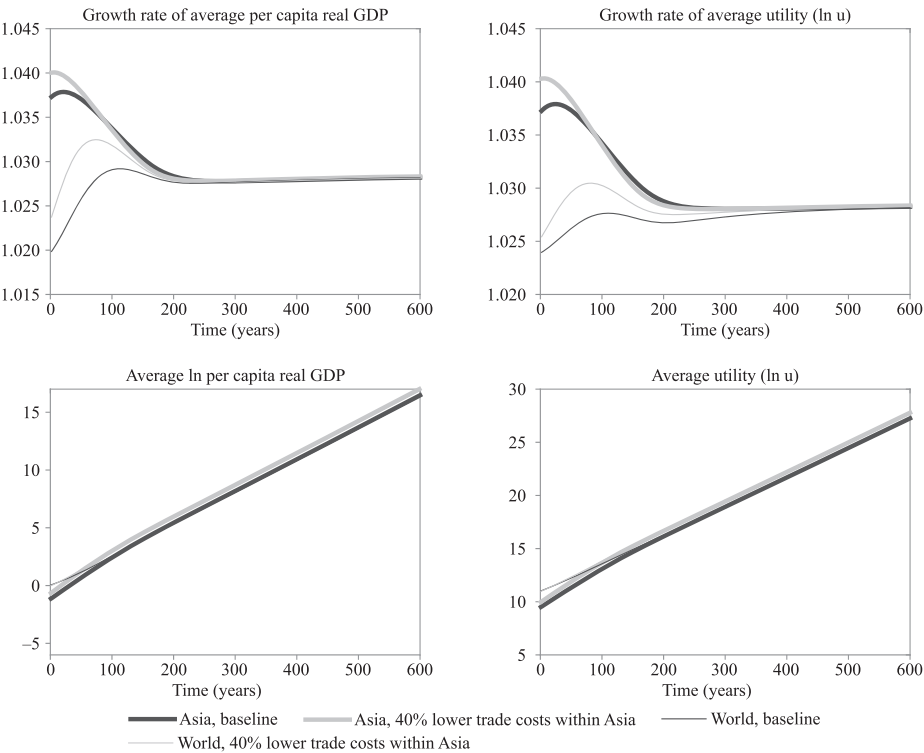 Growth rate of average per capita real GDP
1.045
1.040
1.035
1.030
1.025
1.020
1.015
0 100 200 300 400 500 600
Time (years)
Growth rate of average utility (ln u)
1.045
1.040
1.035
1.030
1.025
1.020
0 100 200 300 400 500 600
Time (years)
Average ln per capita real GDP
15
10
5
0
–5
0 100 200 300 400 500 600
Time (years)
Average utility (ln u)
30
25
20
15
10
5
0 100 200 300 400 500 600
Time (years)
Asia, baseline Asia, 40% lower trade costs within Asia World, baseline
World, 40% lower trade costs within Asia